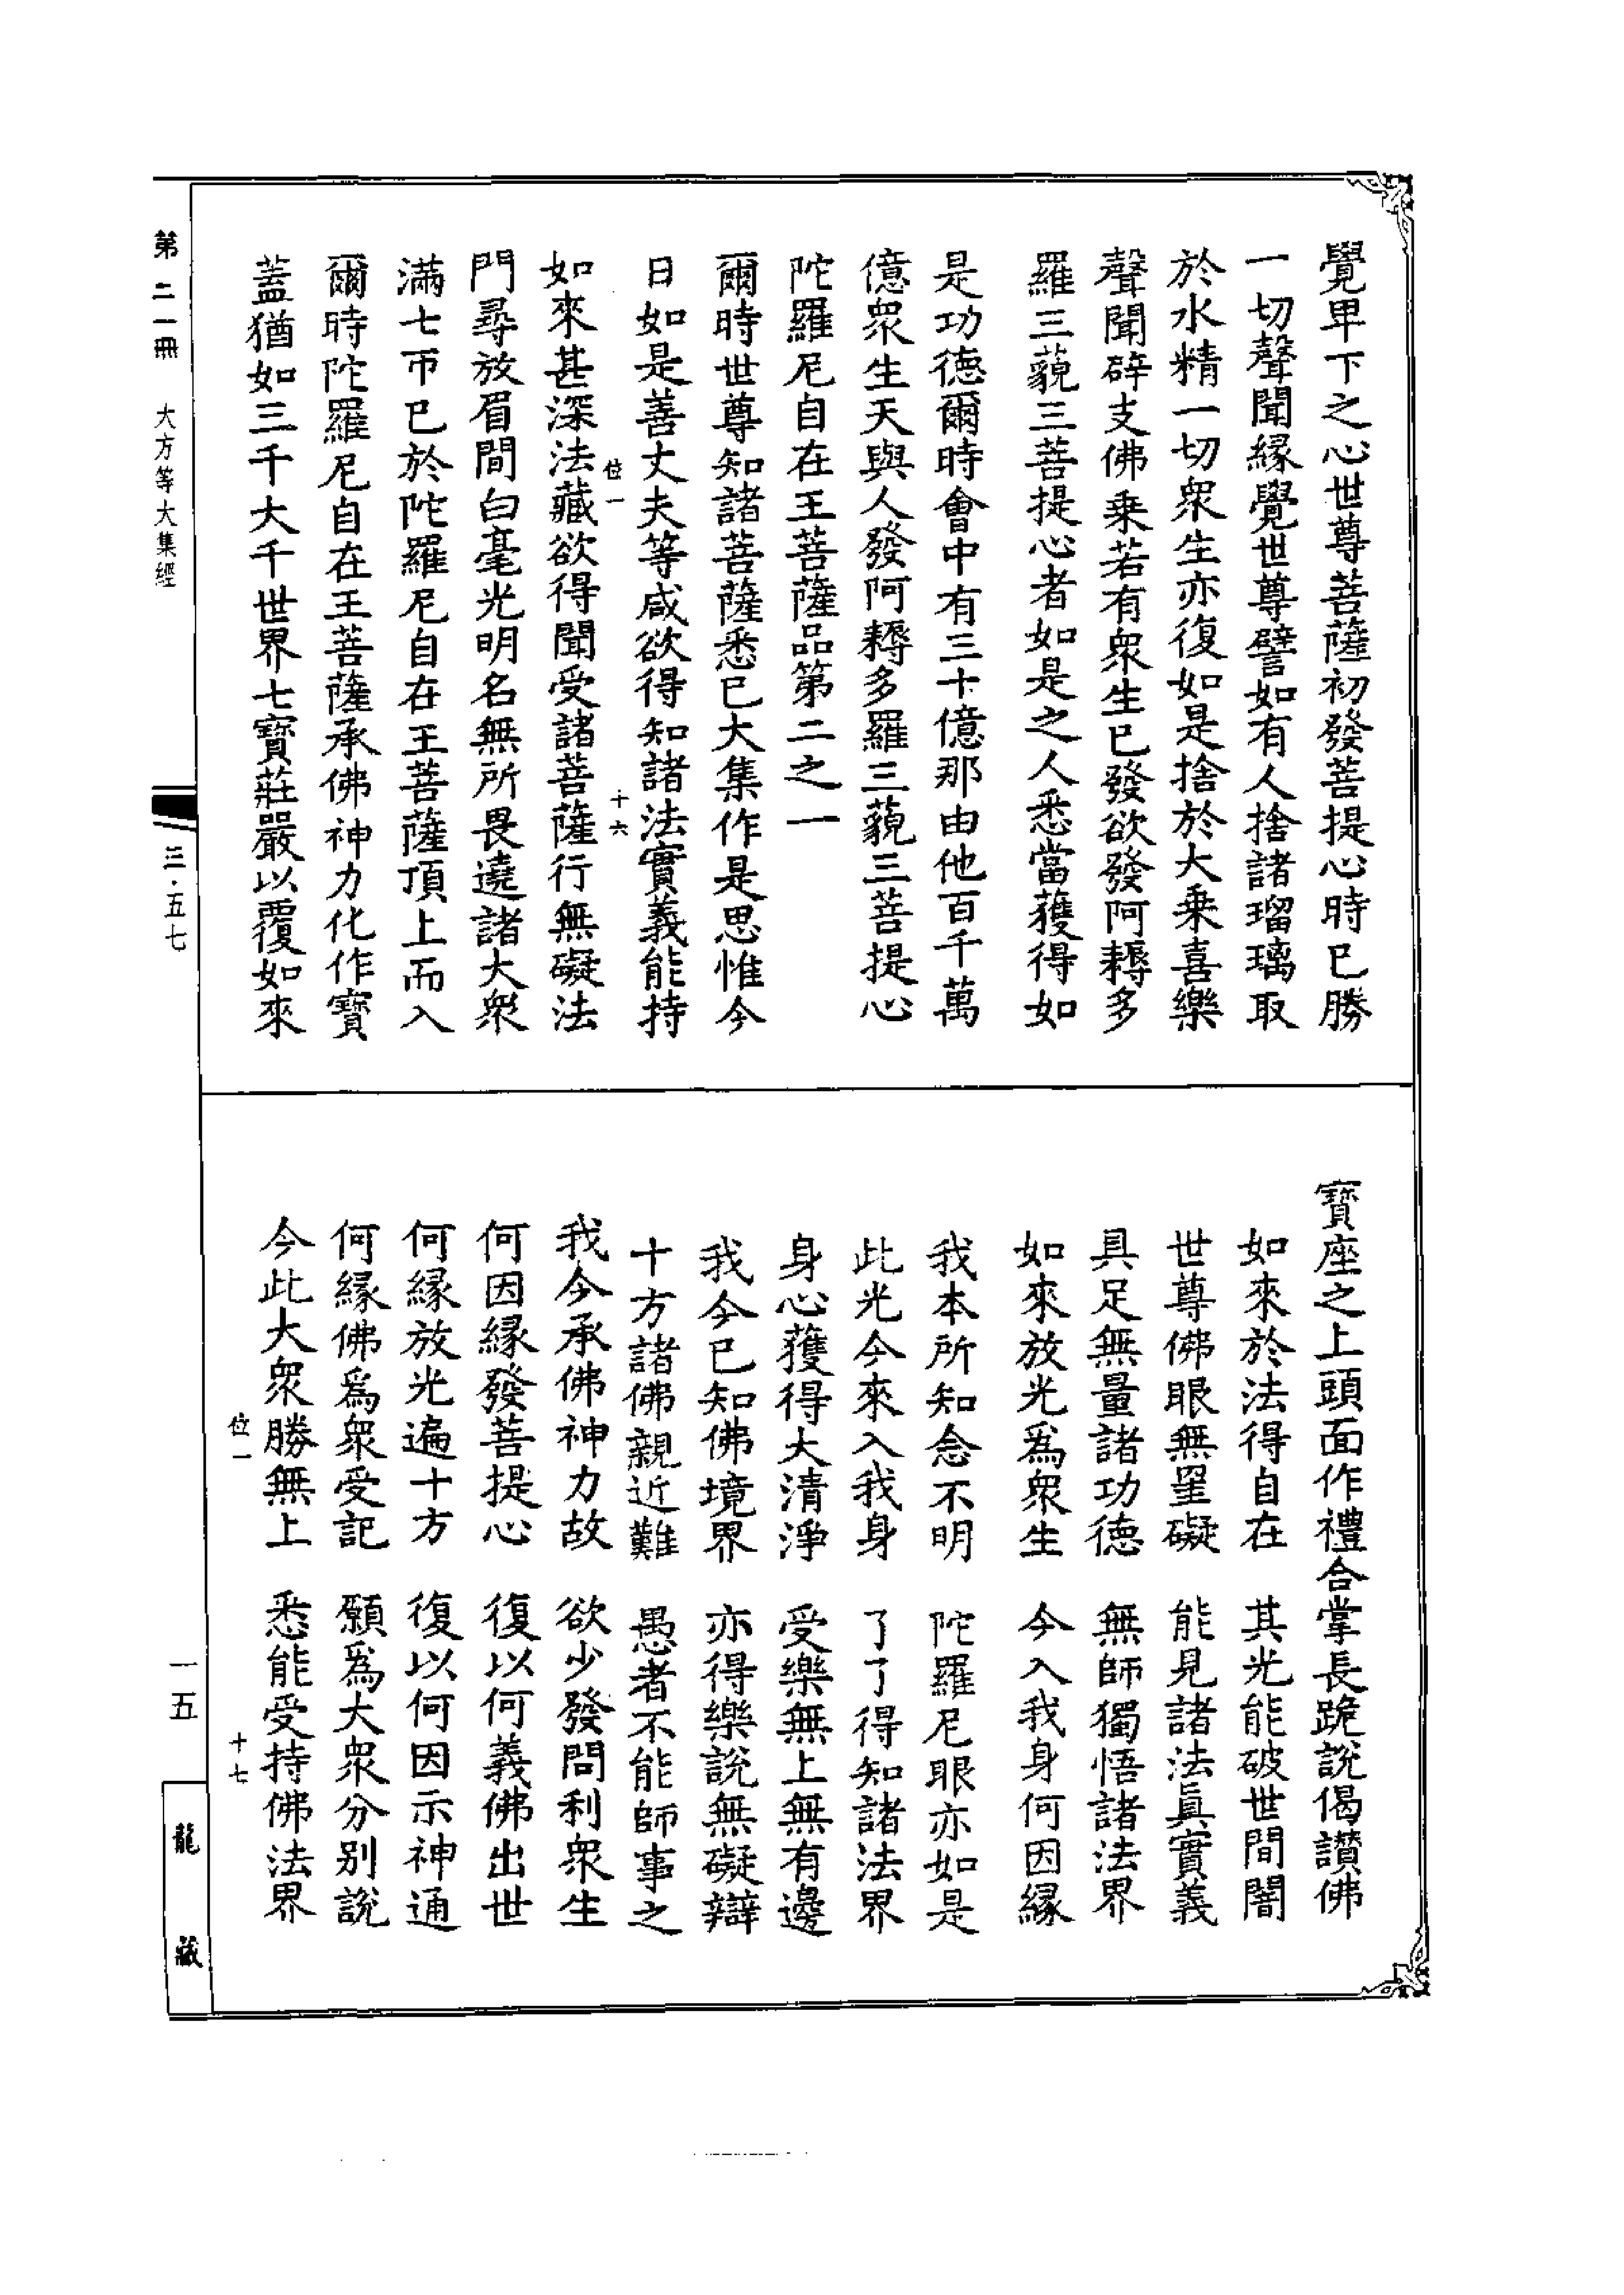 覺卑下之心世尊菩薩初發菩提心時已勝
一切聲聞緣覺世尊譬如有人捨諸瑠璃取
於水精一切衆生亦復如是捨於大乗喜樂
聲聞辟支佛乗若有衆生已發欲發阿耨多
羅三藐三菩提心者如是之人悉當獲得如
是功德爾時會中有三十億那由他百千萬
億衆生天與人發阿耨多羅三藐三菩提心
陀羅尼自在王菩薩品第二之一
爾時世尊知諸菩薩悉已大集作是思惟今
日如是善丈夫等咸欲得知諸法實義能持
位一 十六
如來甚深法藏欲得聞受諸菩薩行無礙法
門尋放眉間白毫光明名無所畏遶諸大衆
滿七帀已於陀羅尼自在王菩薩頂上而入
爾時陀羅尼自在王菩薩承佛神力化作寶
蓋猶如三千大千世界七寶莊嚴以覆如來
寶座之上頭面作禮合掌長跪說偈讃佛
如來於法得自在 其光能破世間闇
世尊佛眼無罣礙 能見諸法眞實義
具足無量諸功德 無師獨悟諸法界
如來放光爲衆生 今入我身何因緣
我本所知念不明 陀羅尼眼亦如是
此光今來入我身 了了得知諸法界
身心獲得大清淨 受樂無上無有邊
我今已知佛境界 亦得樂說無礙辯
十方諸佛親近難 愚者不能師事之
我今承佛神力故 欲少發問利衆生
何因緣發菩提心 復以何義佛出世
何緣放光遍十方 復以何因示神通
何緣佛爲衆受記 願爲大衆分別說
今此大衆勝無上 悉能受持佛法界
位一 十七
第二一冊 大方等大集經
三·五七
一五
龍藏